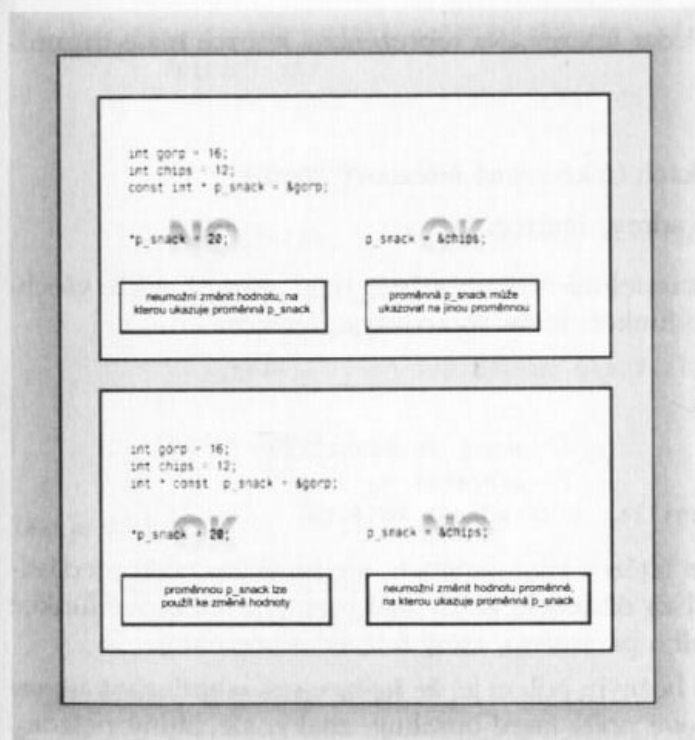 int gorp = 16;
int chips = 12;
const int * p_snack = &gorp;
NO
OK
*p_snack = 20;
p_snack = &chips;
neumožní změnit hodnotu, na
kterou ukazuje proměnná p_snack
proměnná p_snack může
ukazovat na jinou proměnnou
int gorp = 16;
int chips = 12;
int * const p_snack = &gorp;
OK
NO
*p_snack = 20;
p_snack = &chips;
proměnnou p_snack lze
použít ke změně hodnoty
neumožní změnit hodnotu proměnné,
na kterou ukazuje proměnná p_snack